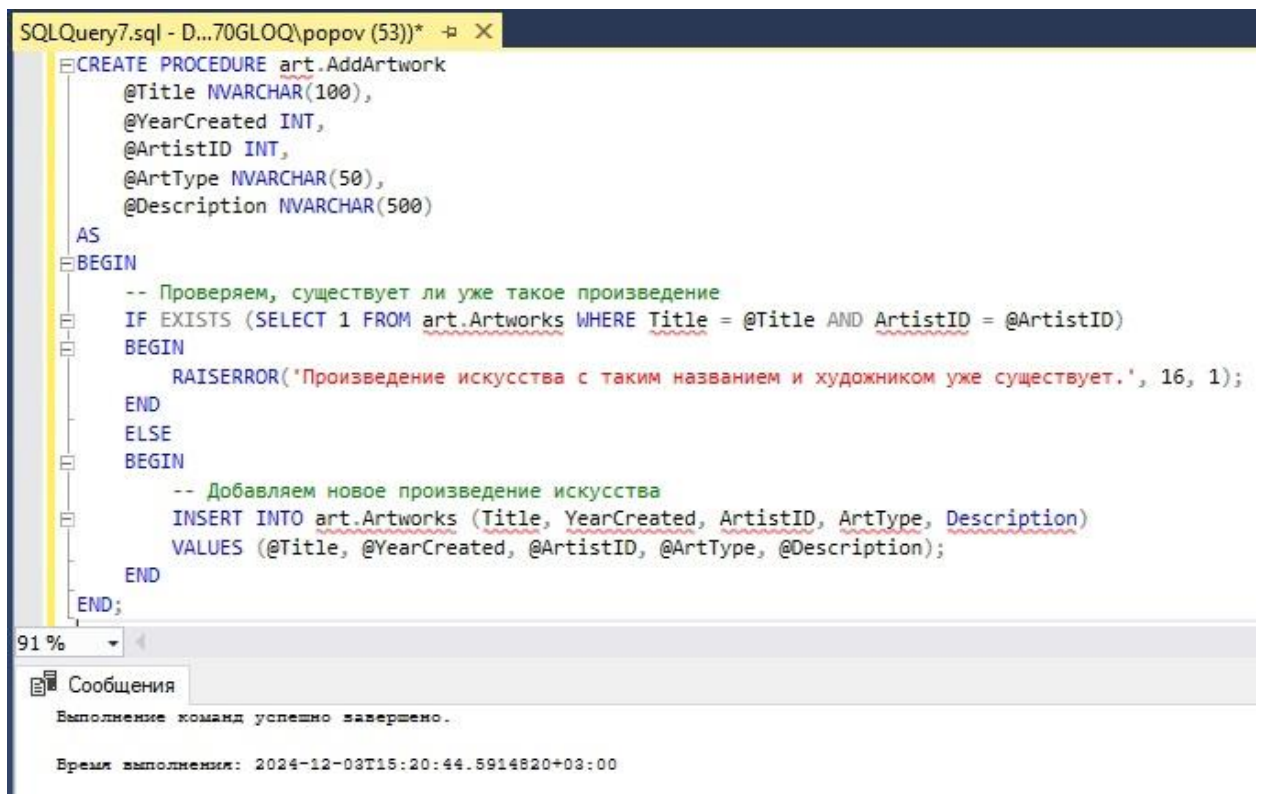 SQLQuery7.sql - D...70GLOQ\popov (53))*
CREATE PROCEDURE art.AddArtwork
@Title NVARCHAR(100),
@YearCreated INT,
@ArtistID INT,
@ArtType NVARCHAR(50),
@Description NVARCHAR(500)
AS
BEGIN
-- Проверяем, существует ли уже такое произведение
IF EXISTS (SELECT 1 FROM art.Artworks WHERE Title = @Title AND ArtistID = @ArtistID)
BEGIN
RAISERROR('Произведение искусства с таким названием и художником уже существует.', 16, 1);
END
ELSE
BEGIN
-- Добавляем новое произведение искусства
INSERT INTO art.Artworks (Title, YearCreated, ArtistID, ArtType, Description)
VALUES (@Title, @YearCreated, @ArtistID, @ArtType, @Description);
END
END;
91 %
Сообщения
Выполнение команд успешно завершено.
Время выполнения: 2024-12-03T15:20:44.5914820+03:00